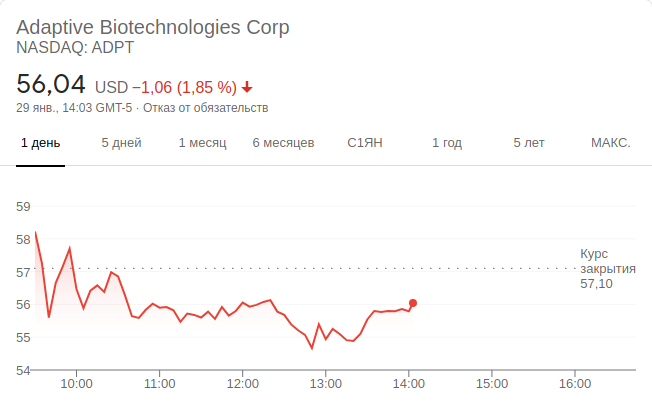 Adaptive Biotechnologies Corp
NASDAQ: ADPT
56,04 USD −1,06 (1,85 %)
29 янв., 14:03 GMT-5 · Отказ от обязательств
1 день 5 дней 1 месяц 6 месяцев С1ЯН 1 год 5 лет МАКС.
59
58
57
56
55
54
Курс
закрытия
57,10
10:00 11:00 12:00 13:00 14:00 15:00 16:00